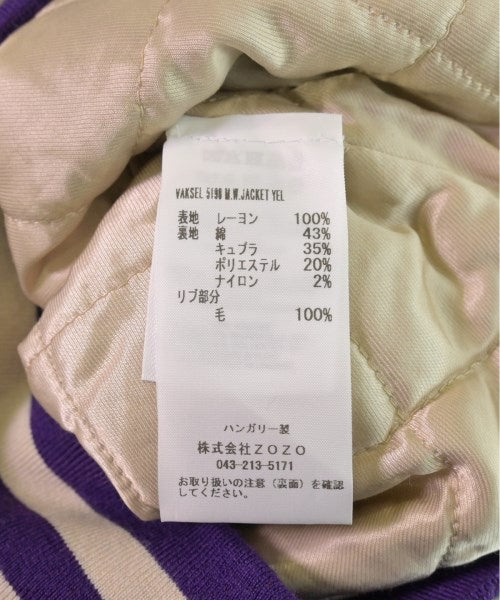 VAKSEL 5190 M.W.JACKET YEL
表地 レーヨン 100%
裏地 綿 43%
キュプラ 35%
ポリエステル 20%
ナイロン 2%
リブ部分
毛 100%
ハンガリー製
株式会社ZOZO
043-213-5171
お取り扱いの注意（裏面）を確認
してください。